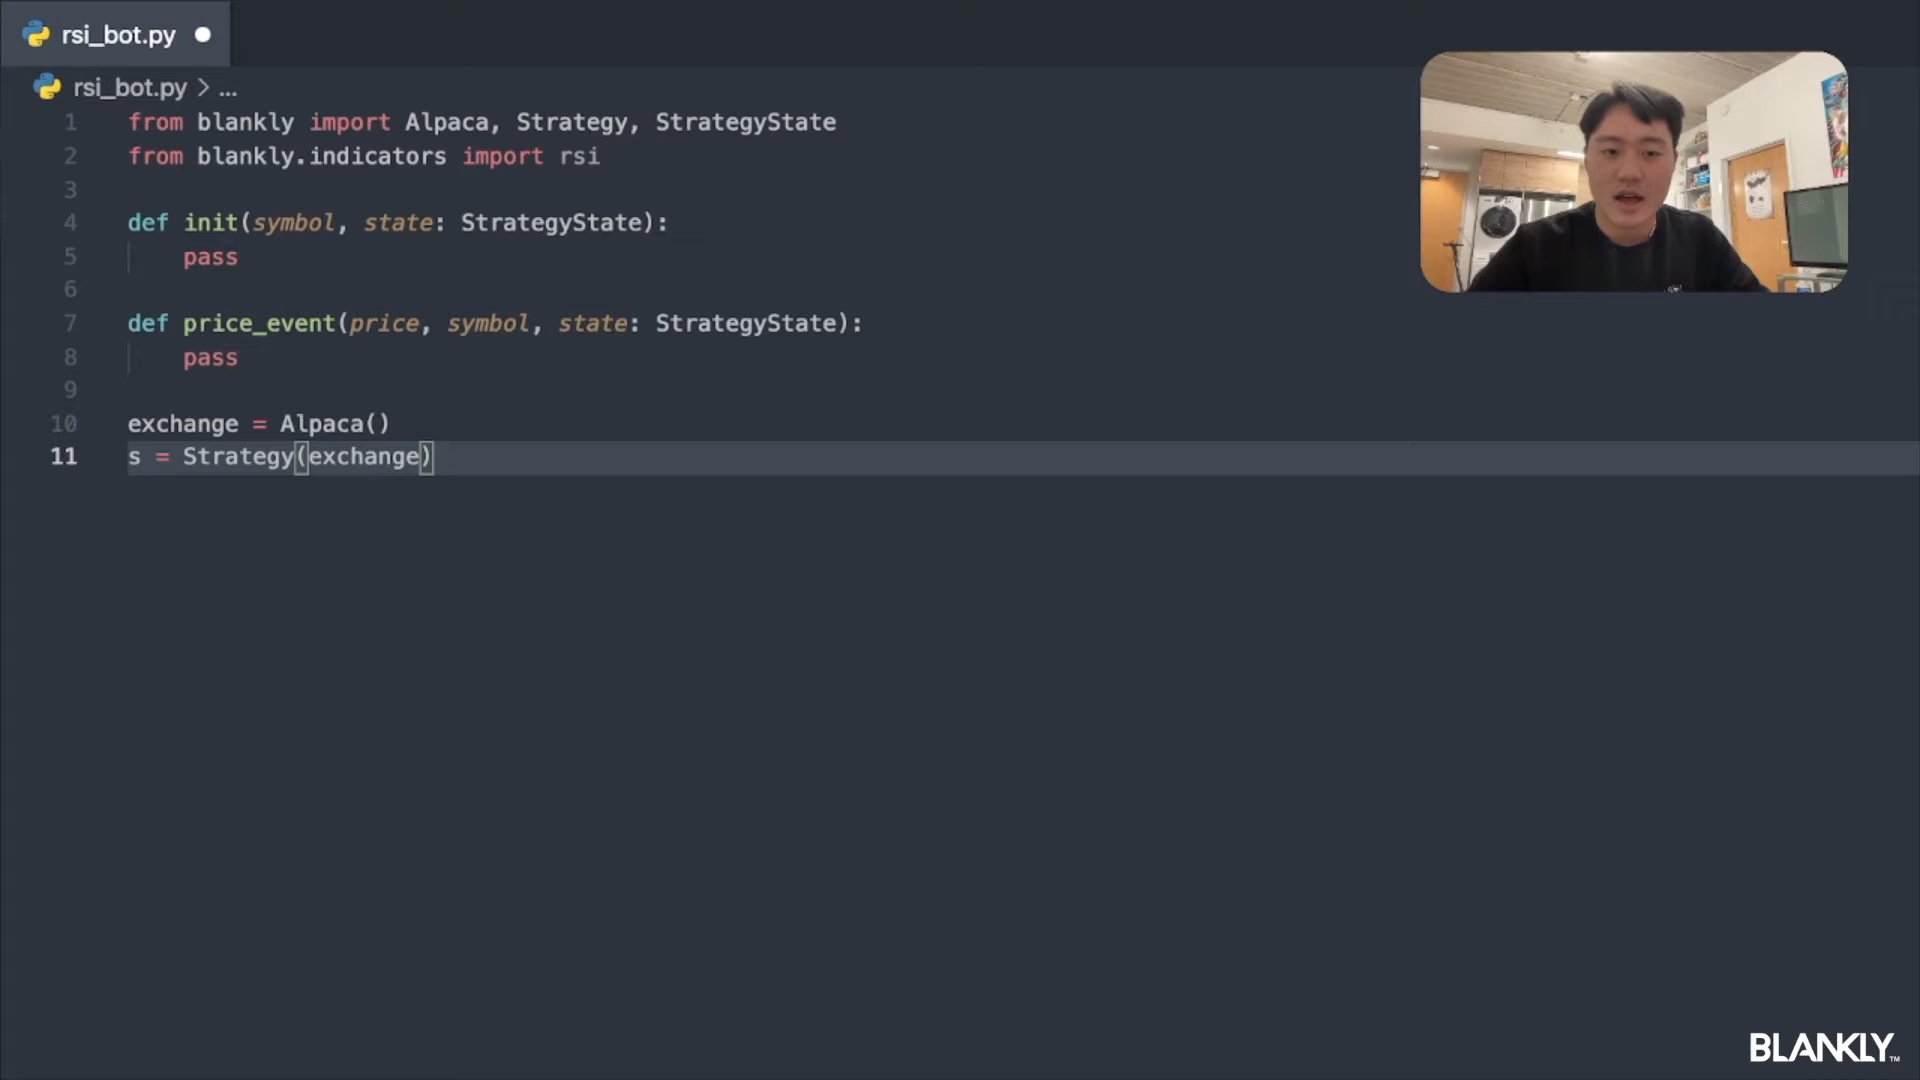 rsi_bot.py
rsi_bot.py > ...
1 from blankly import Alpaca, Strategy, StrategyState
2 from blankly.indicators import rsi
3
4 def init(symbol, state: StrategyState):
5     pass
6
7 def price_event(price, symbol, state: StrategyState):
8     pass
9
10 exchange = Alpaca()
11 s = Strategy(exchange)
BLANKLY™